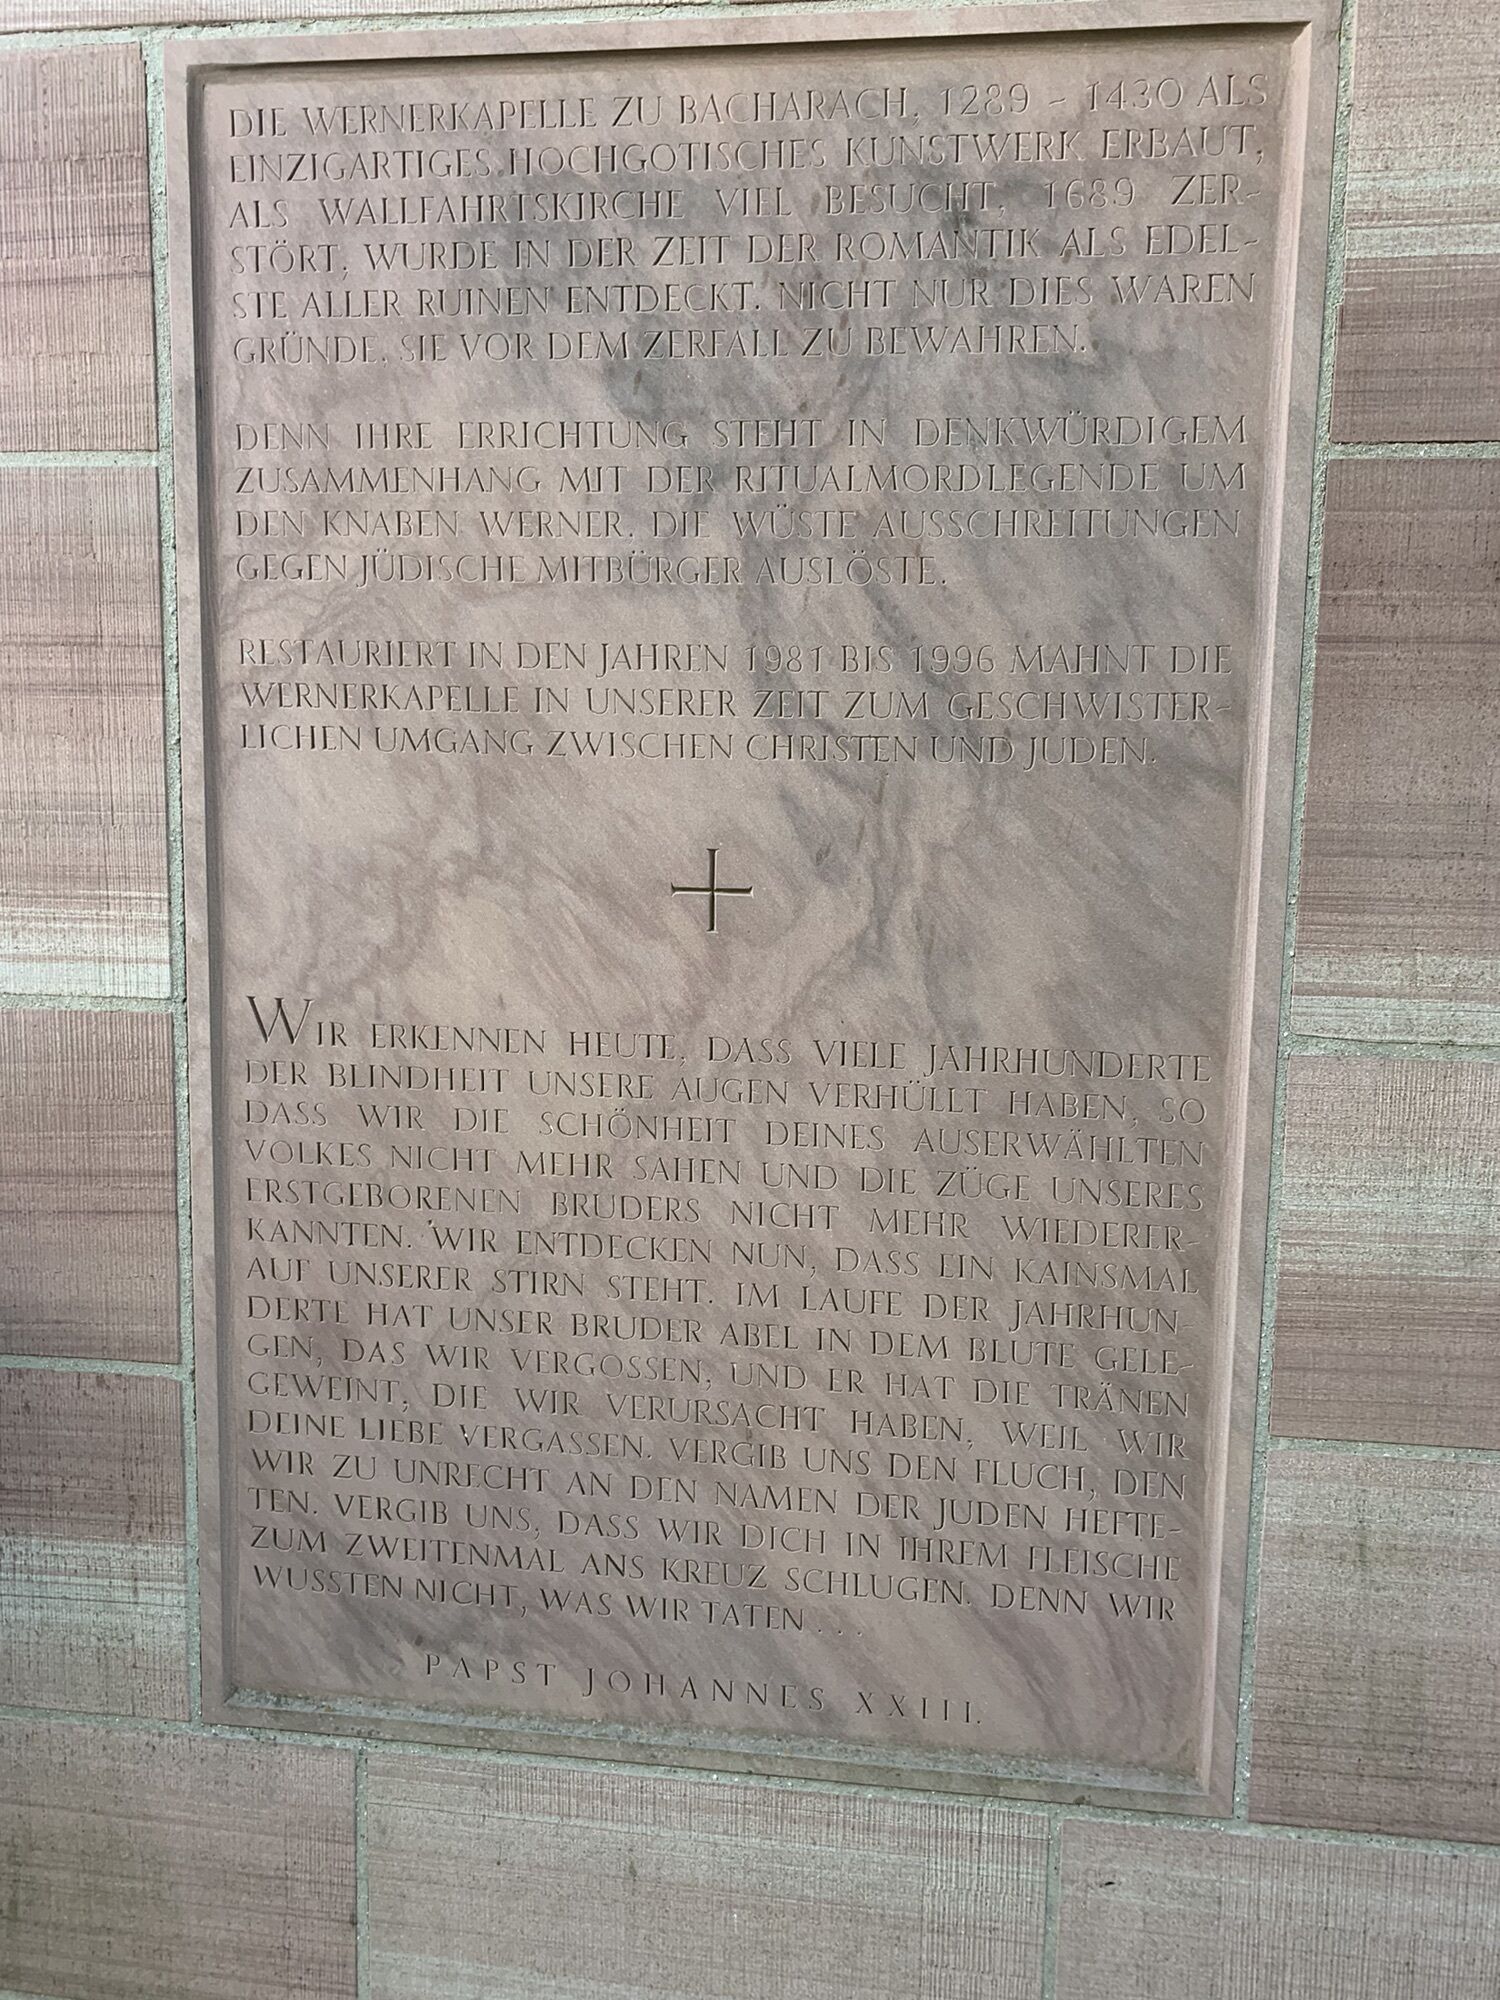 DIE WERNERKAPELLE ZU BACHARACH, 1289 – 1430 ALS
EINZIGARTIGES HOCHGOTISCHES KUNSTWERK ERBAUT,
ALS WALLFAHRTSKIRCHE VIEL BESUCHT, 1689 ZER-
STÖRT, WURDE IN DER ZEIT DER ROMANTIK ALS EDEL-
STE ALLER RUINEN ENTDECKT. NICHT NUR DIES WAREN
GRÜNDE, SIE VOR DEM ZERFALL ZU BEWAHREN.
DENN IHRE ERRICHTUNG STEHT IN DENKWÜRDIGEM
ZUSAMMENHANG MIT DER RITUALMORDLEGENDE UM
DEN KNABEN WERNER. DIE WÜSTE AUSSCHREITUNGEN
GEGEN JÜDISCHE MITBÜRGER AUSLÖSTE.
RESTAURIERT IN DEN JAHREN 1981 BIS 1996 MAHNT DIE
WERNERKAPELLE IN UNSERER ZEIT ZUM GESCHWISTER-
LICHEN UMGANG ZWISCHEN CHRISTEN UND JUDEN.
WIR ERKENNEN HEUTE, DASS VIELE JAHRHUNDERTE
DER BLINDHEIT UNSERE AUGEN VERHÜLLT HABEN, SO
DASS WIR DIE SCHÖNHEIT DEINES AUSERWÄHLTEN
VOLKES NICHT MEHR SAHEN UND DIE ZÜGE UNSERES
ERSTGEBORENEN BRUDERS NICHT MEHR WIEDERER-
KANNTEN. WIR ENTDECKEN NUN, DASS EIN KAINSMAL
AUF UNSERER STIRN STEHT. IM LAUFE DER JAHRHUN-
DERTE HAT UNSER BRUDER ABEL IN DEM BLUTE GELE-
GEN, DAS WIR VERGOSSEN, UND ER HAT DIE TRÄNEN
GEWEINT, DIE WIR VERURSACHT HABEN, WEIL WIR
DEINE LIEBE VERGASSEN. VERGIB UNS DEN FLUCH, DEN
WIR ZU UNRECHT AN DEN NAMEN DER JUDEN HEFTE-
TEN. VERGIB UNS, DASS WIR DICH IN IHREM FLEISCHE
ZUM ZWEITENMAL ANS KREUZ SCHLUGEN. DENN WIR
WUSSTEN NICHT, WAS WIR TATEN . . .
PAPST JOHANNES XXIII.